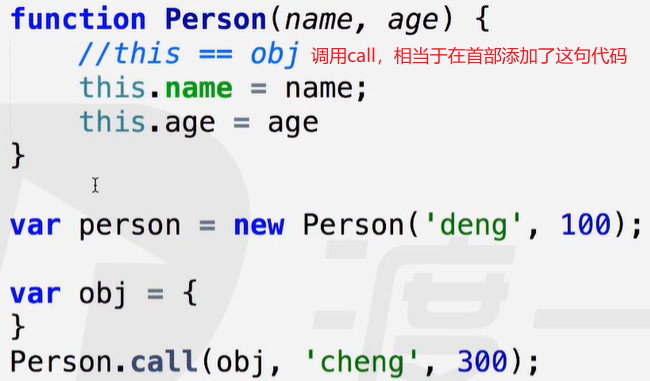 function Person(name, age) {
//this == obj 调用call，相当于在首部添加了这句代码
this.name = name;
this.age = age
}
var person = new Person('deng', 100);
var obj = {
}
Person.call(obj, 'cheng', 300);